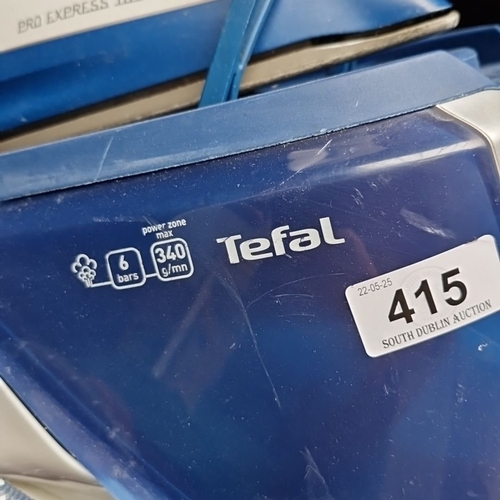 PRO EXPRESS
power zone
max
6
bars
340
g/mn
Tefal
22-05-25
415
SOUTH DUBLIN AUCTION